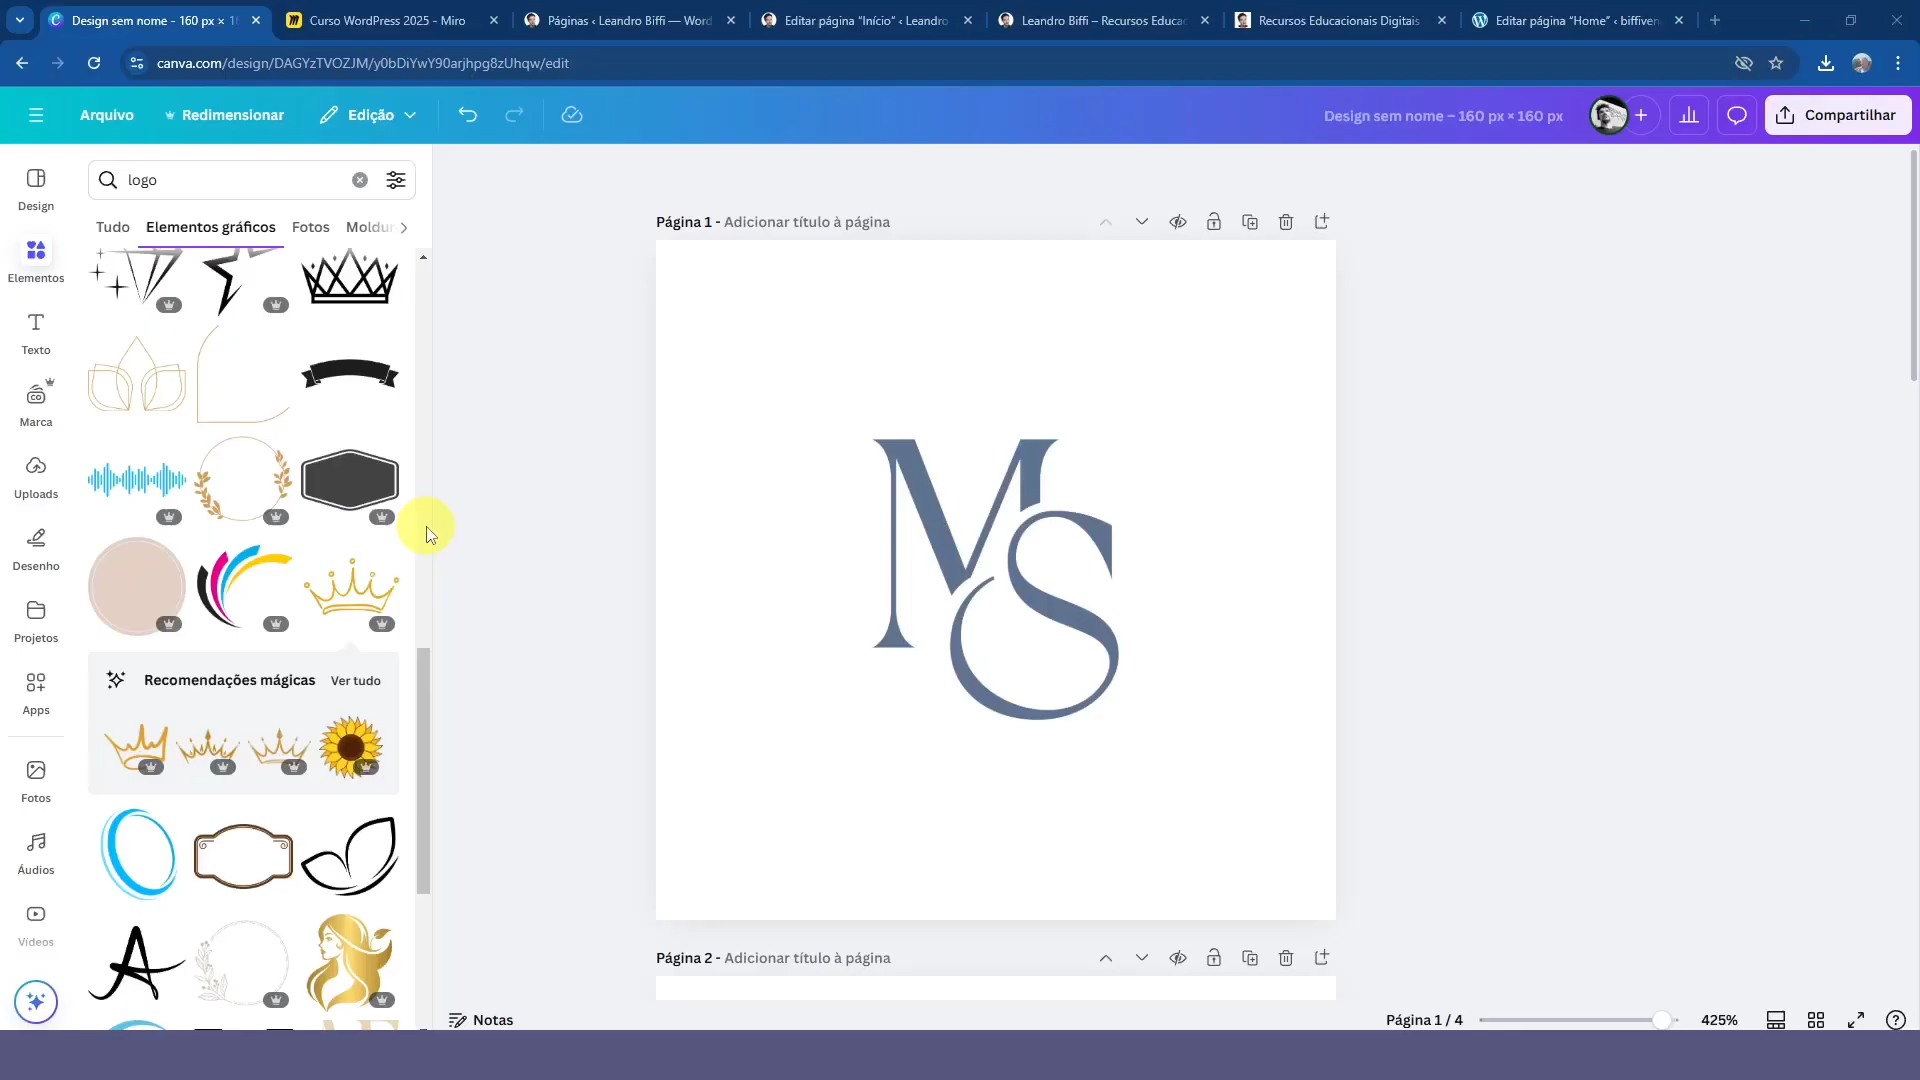 Design sem nome - 160 px × 1
Curso WordPress 2025 - Miro
Páginas ‹ Leandro Biffi — Word
Editar página "Início" ‹ Leandro
Leandro Biffi – Recursos Educac
Recursos Educacionais Digitais
Editar página "Home" ‹ biffiven
canva.com/design/DAGYzTVOZJM/y0bDiYwY90arjhpg8zUhqw/edit
Arquivo
Redimensionar
Edição
Design sem nome – 160 px × 160 px
Compartilhar
Design
Elementos
Texto
Marca
Uploads
Desenho
Projetos
Apps
Fotos
Áudios
Vídeos
logo
Tudo
Elementos gráficos
Fotos
Moldur
Recomendações mágicas
Ver tudo
A
Página 1 - Adicionar título à página
MS
Página 2 - Adicionar título à página
Notas
Página 1 / 4
425%